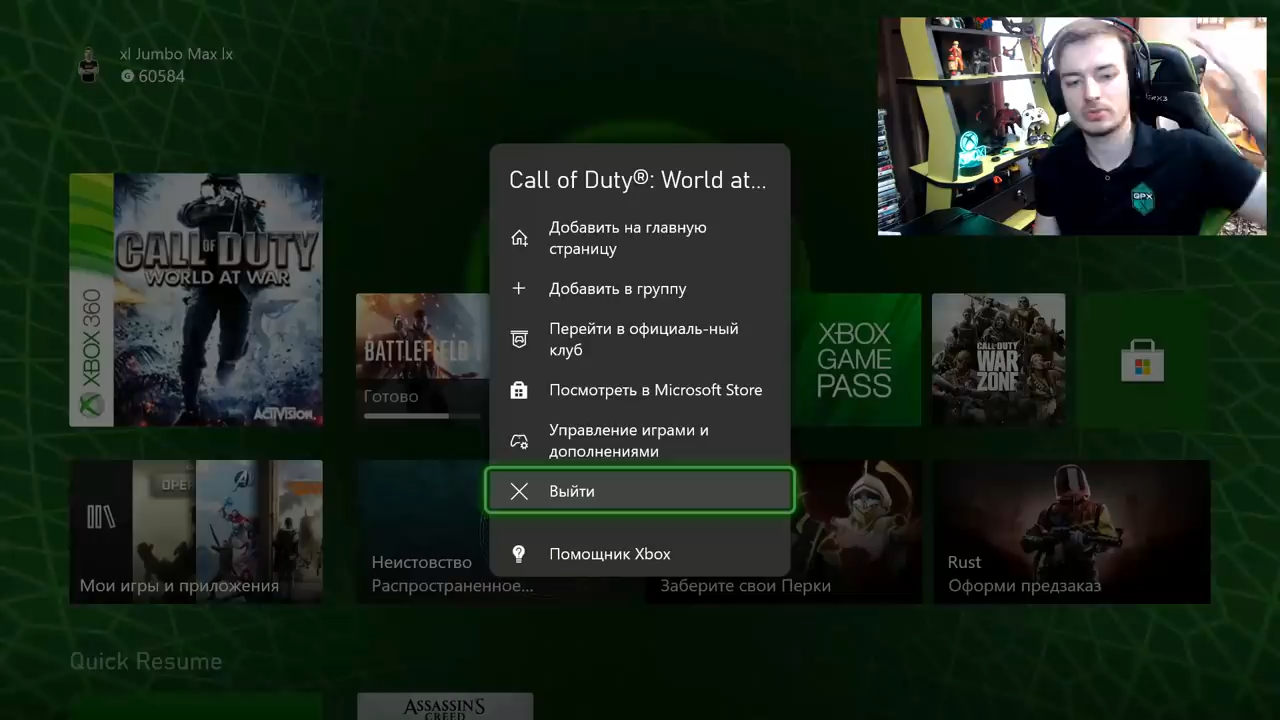 xl Jumbo Max lx
G 60584
Call of Duty®: World at...
Добавить на главную
страницу
Добавить в группу
Перейти в официаль-ный
клуб
Посмотреть в Microsoft Store
Управление играми и
дополнениями
Выйти
Помощник Xbox
XBOX 360
CALL OF DUTY
WORLD AT WAR
ACTIVISION.
BATTLEFIELD 1
Готово
XBOX
GAME
PASS
CALL OF DUTY
WAR
ZONE
OPEN
Мои игры и приложения
Неистовство
Распространенное...
Заберите свои Перки
Rust
Оформи предзаказ
Quick Resume
ASSASSIN'S
CREED
GPX